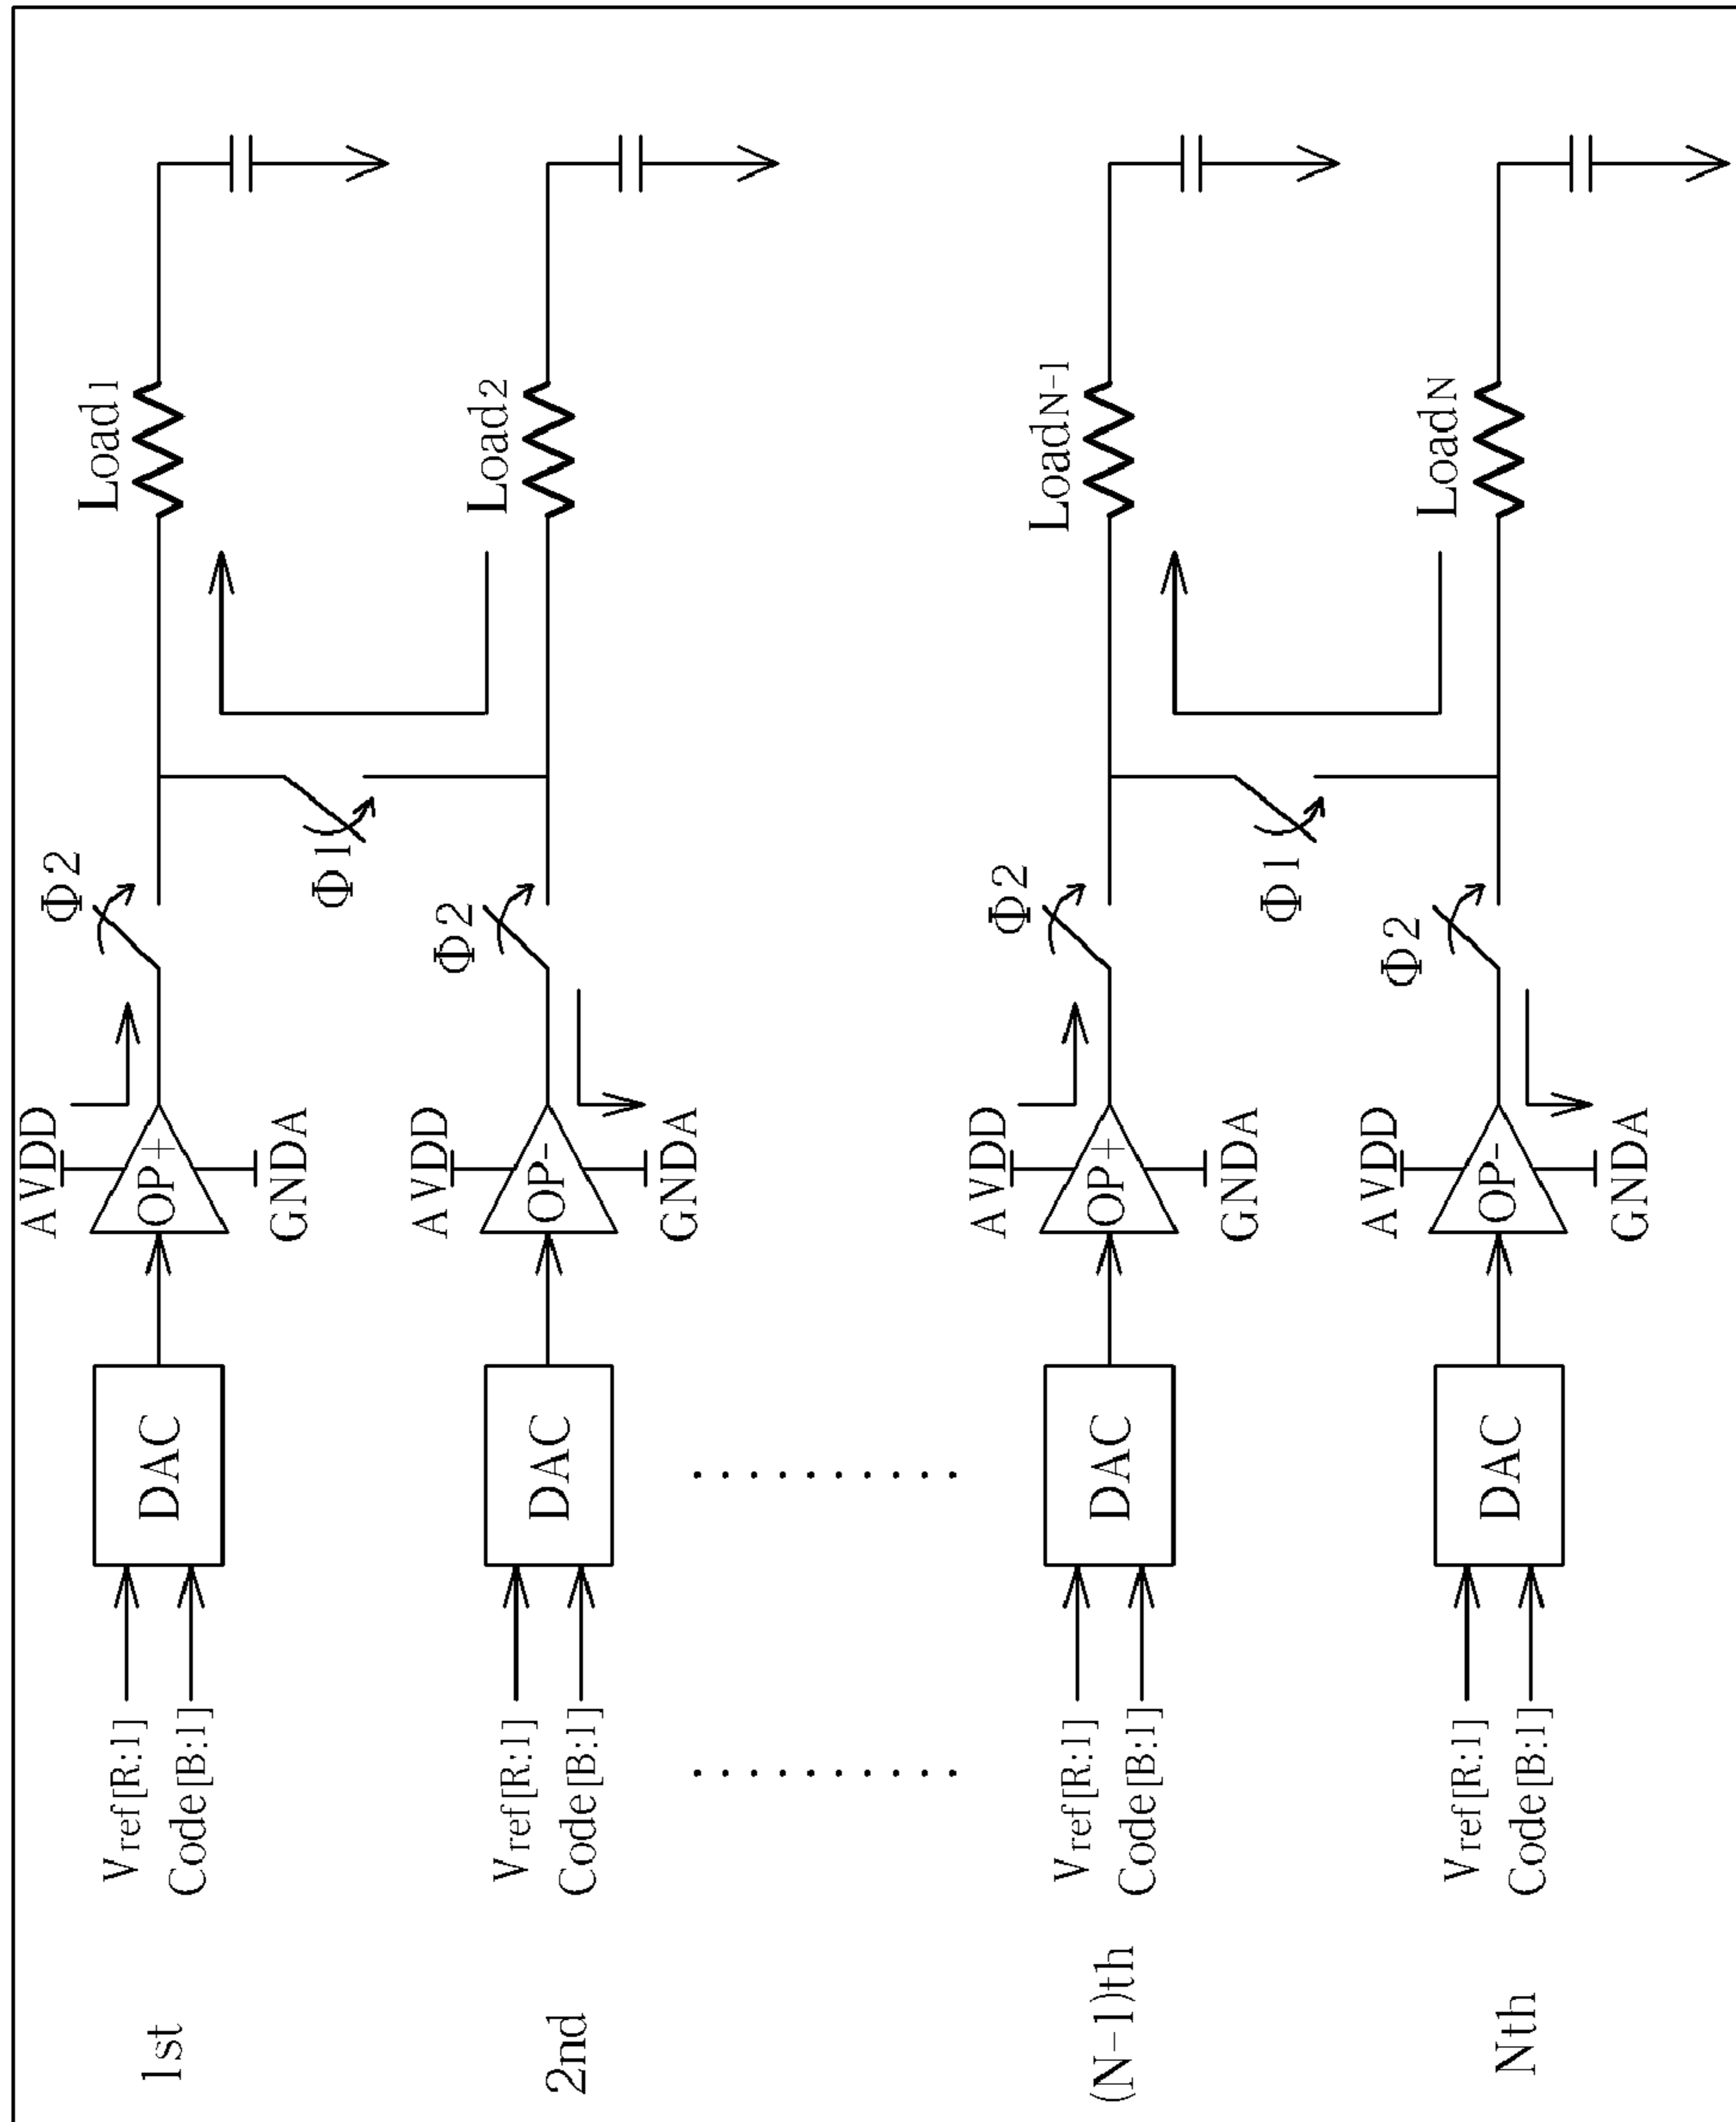 1st
Vref[R:1]
Code[B:1]
DAC
AVDD
OP+
GNDA
Φ2
Load1
Φ1
2nd
Vref[R:1]
Code[B:1]
DAC
AVDD
OP-
GNDA
Φ2
Load2
(N-1)th
Vref[R:1]
Code[B:1]
DAC
AVDD
OP+
GNDA
Φ2
LoadN-1
Φ1
Nth
Vref[R:1]
Code[B:1]
DAC
AVDD
OP-
GNDA
Φ2
LoadN